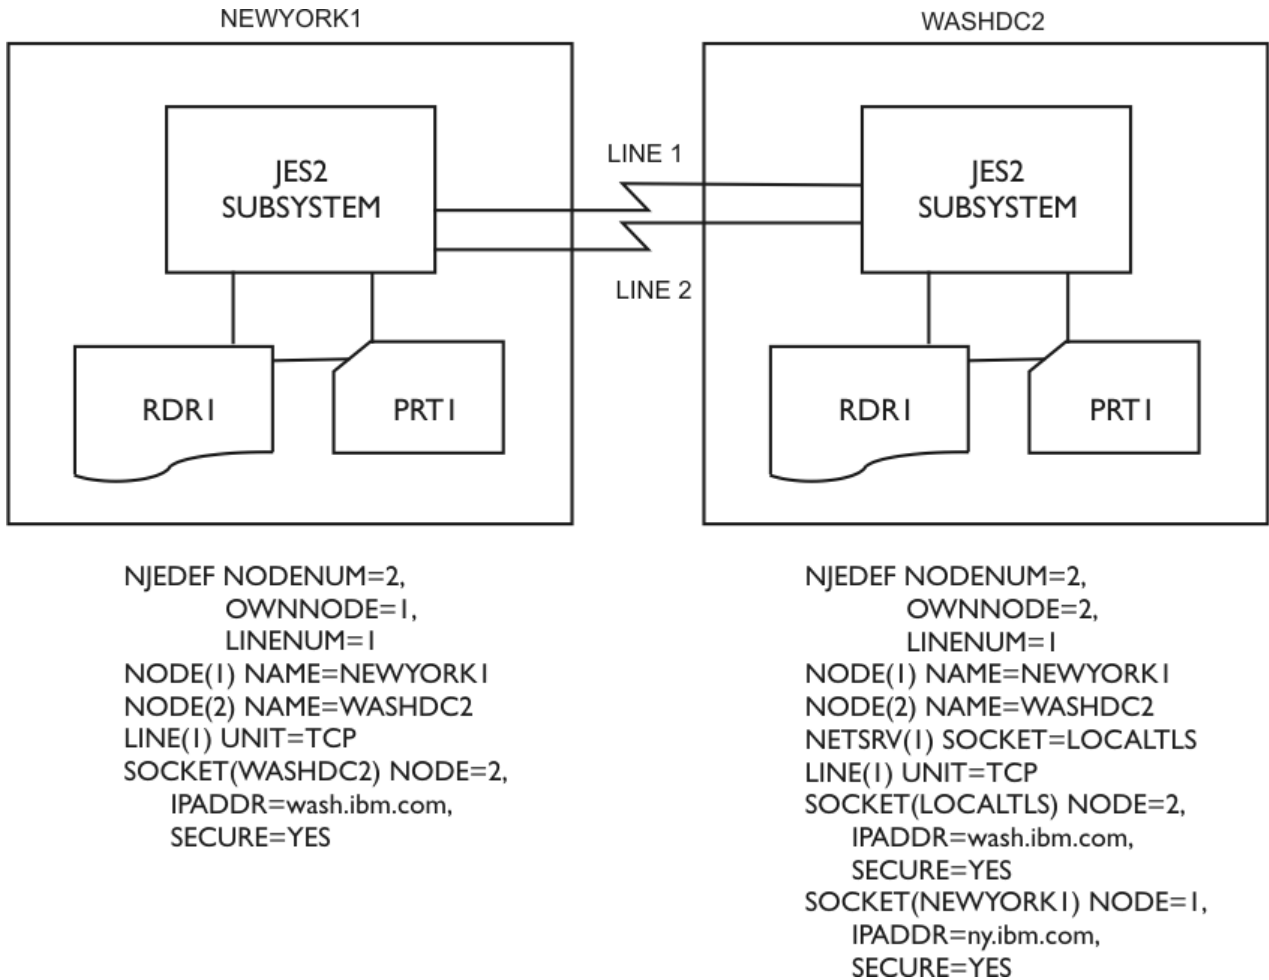 NEWYORK1
WASHDC2
JES2
SUBSYSTEM
LINE 1
LINE 2
JES2
SUBSYSTEM
RDR1
PRT1
RDR1
PRT1
NJEDEF NODENUM=2,
OWNNODE=1,
LINENUM=1
NODE(1) NAME=NEWYORK1
NODE(2) NAME=WASHDC2
LINE(1) UNIT=TCP
SOCKET(WASHDC2) NODE=2,
IPADDR=wash.ibm.com,
SECURE=YES
NJEDEF NODENUM=2,
OWNNODE=2,
LINENUM=1
NODE(1) NAME=NEWYORK1
NODE(2) NAME=WASHDC2
NETSRV(1) SOCKET=LOCALTLS
LINE(1) UNIT=TCP
SOCKET(LOCALTLS) NODE=2,
IPADDR=wash.ibm.com,
SECURE=YES
SOCKET(NEWYORK1) NODE=1,
IPADDR=ny.ibm.com,
SECURE=YES